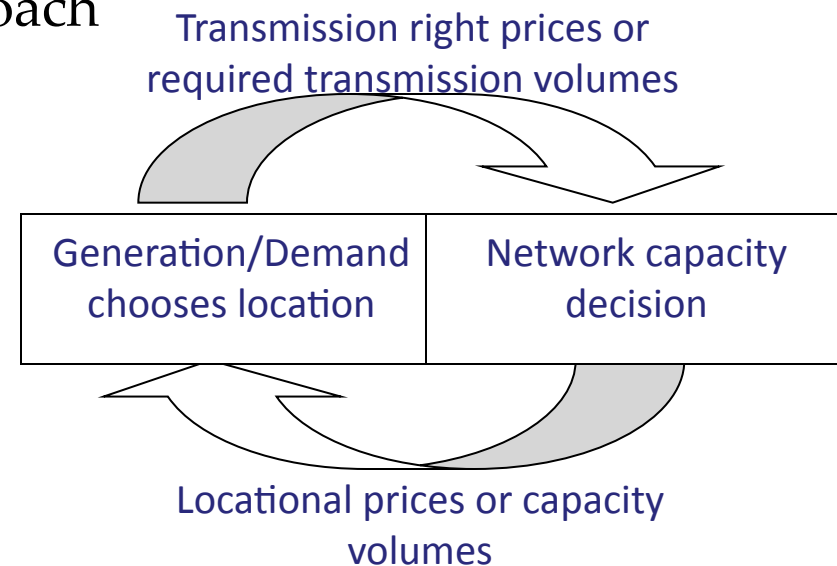 Transmission right prices or
required transmission volumes
Generation/Demand
chooses location
Network capacity
decision
Locational prices or capacity
volumes